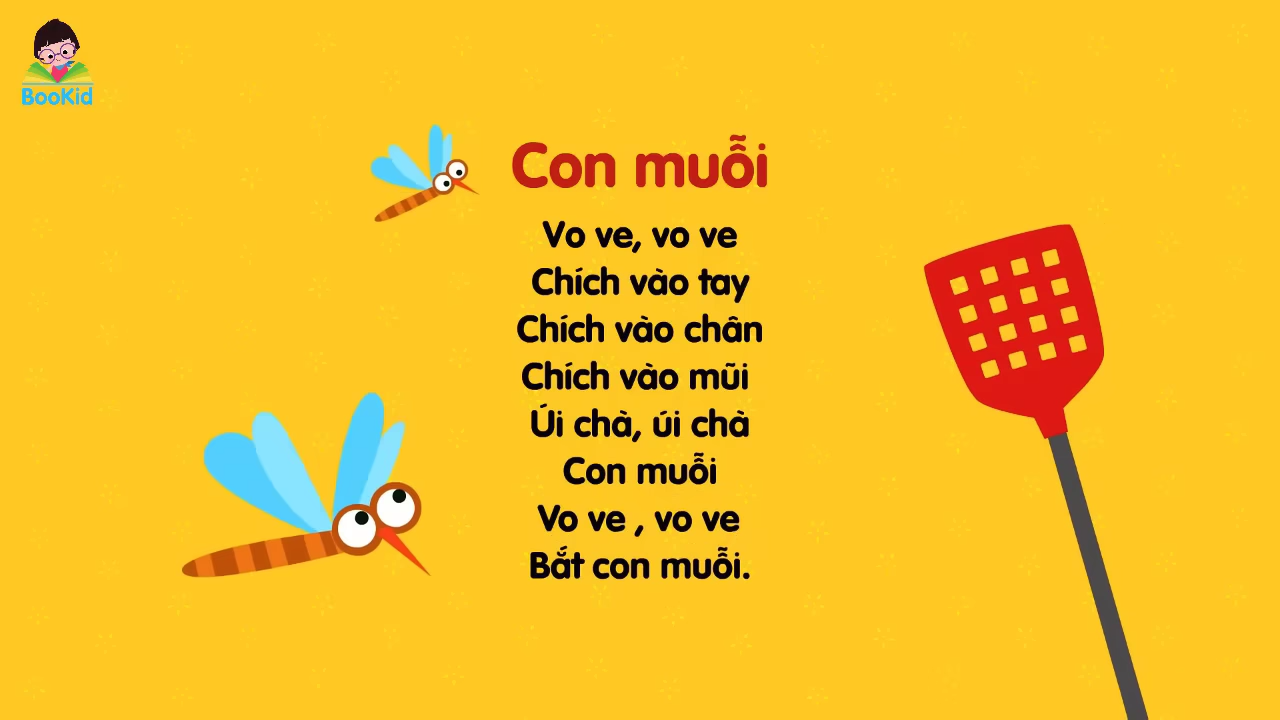 BooKid
Con muỗi
Vo ve, vo ve
Chích vào tay
Chích vào chân
Chích vào mũi
Úi chà, úi chà
Con muỗi
Vo ve , vo ve
Bắt con muỗi.